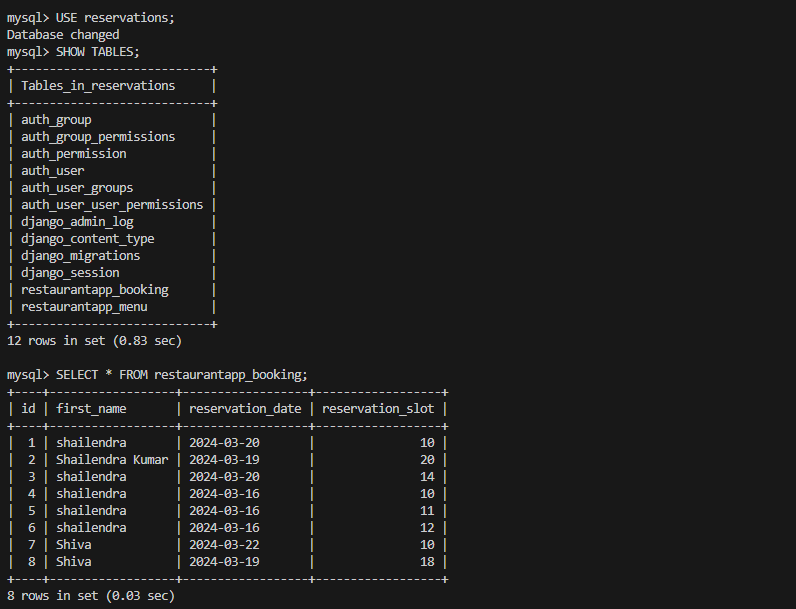 mysql> USE reservations;
Database changed
mysql> SHOW TABLES;
+----------------------------+
| Tables_in_reservations     |
+----------------------------+
| auth_group                 |
| auth_group_permissions     |
| auth_permission            |
| auth_user                  |
| auth_user_groups           |
| auth_user_user_permissions |
| django_admin_log           |
| django_content_type        |
| django_migrations          |
| django_session             |
| restaurantapp_booking      |
| restaurantapp_menu         |
+----------------------------+
12 rows in set (0.83 sec)

mysql> SELECT * FROM restaurantapp_booking;
+----+------------------+------------------+------------------+
| id | first_name       | reservation_date | reservation_slot |
+----+------------------+------------------+------------------+
|  1 | shailendra       | 2024-03-20       |               10 |
|  2 | Shailendra Kumar | 2024-03-19       |               20 |
|  3 | shailendra       | 2024-03-20       |               14 |
|  4 | shailendra       | 2024-03-16       |               10 |
|  5 | shailendra       | 2024-03-16       |               11 |
|  6 | shailendra       | 2024-03-16       |               12 |
|  7 | Shiva            | 2024-03-22       |               10 |
|  8 | Shiva            | 2024-03-19       |               18 |
+----+------------------+------------------+------------------+
8 rows in set (0.03 sec)